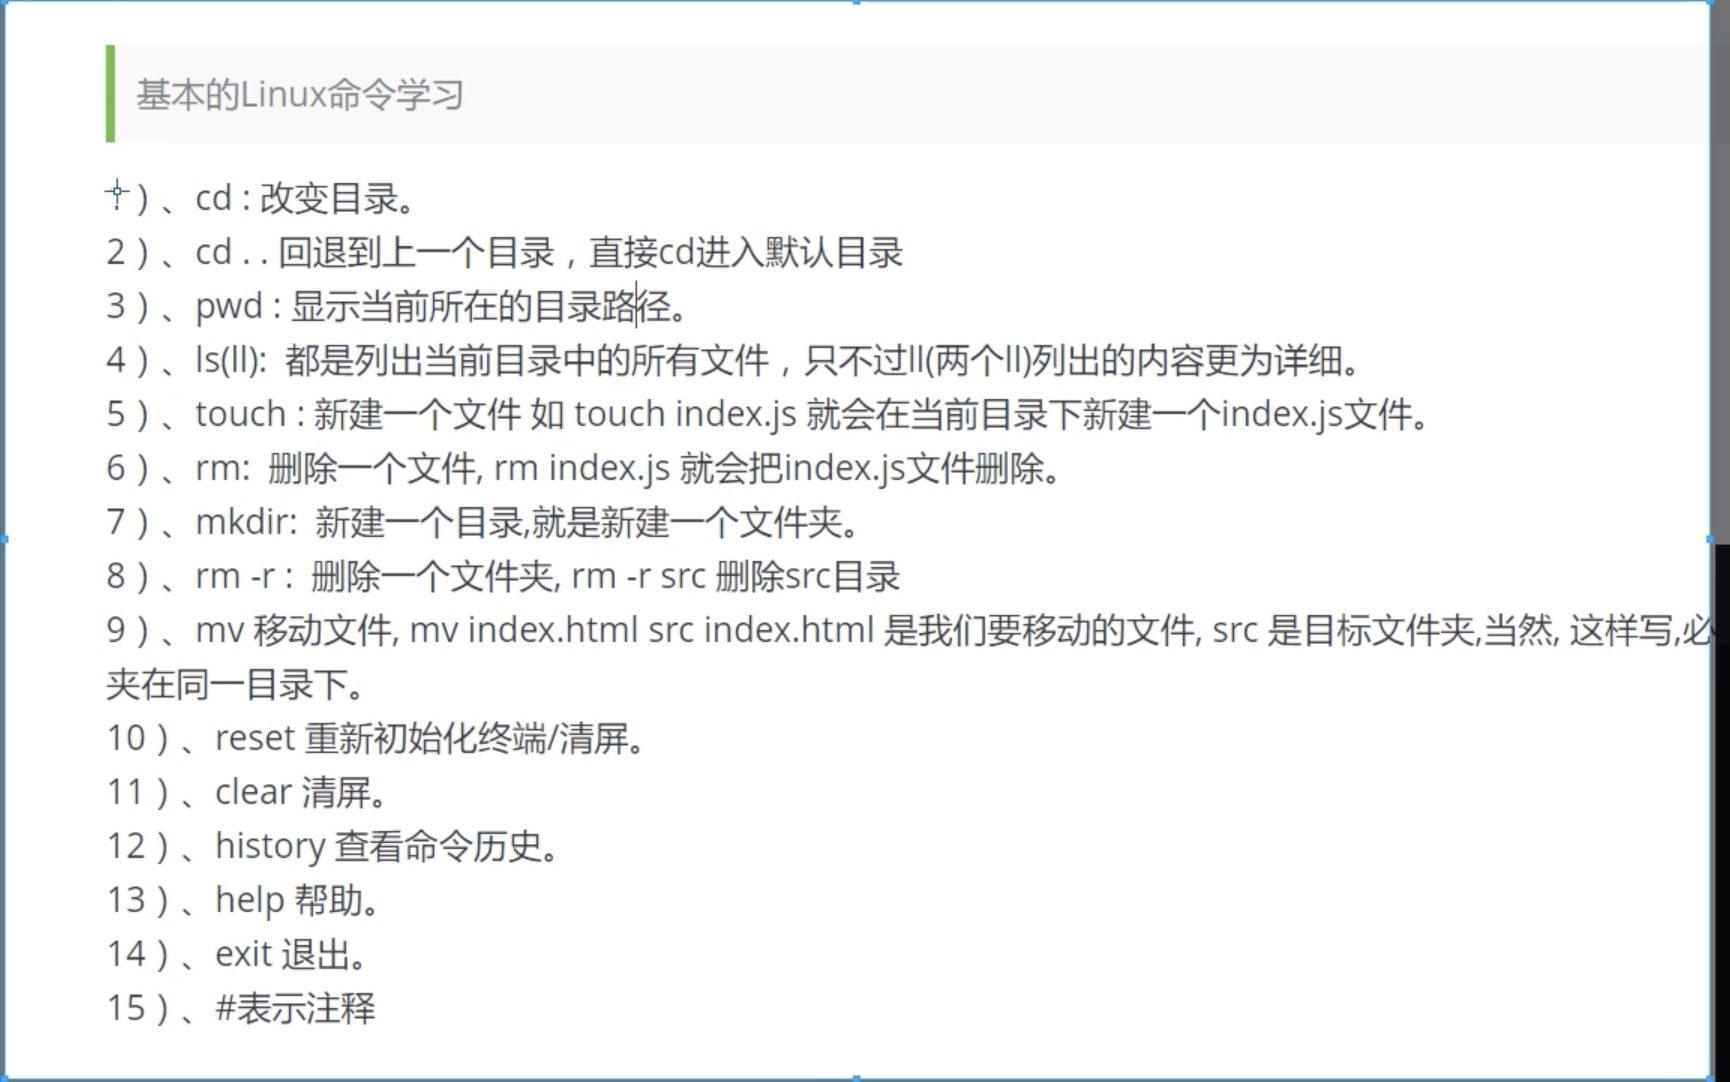 基本的Linux命令学习
）、cd : 改变目录。
2）、cd . . 回退到上一个目录，直接cd进入默认目录
3）、pwd : 显示当前所在的目录路径。
4）、ls(ll):  都是列出当前目录中的所有文件，只不过ll(两个ll)列出的内容更为详细。
5）、touch : 新建一个文件 如 touch index.js 就会在当前目录下新建一个index.js文件。
6）、rm:  删除一个文件, rm index.js 就会把index.js文件删除。
7）、mkdir:  新建一个目录,就是新建一个文件夹。
8）、rm -r :  删除一个文件夹, rm -r src 删除src目录
9）、mv 移动文件, mv index.html src index.html 是我们要移动的文件, src 是目标文件夹,当然, 这样写,必
夹在同一目录下。
10）、reset 重新初始化终端/清屏。
11）、clear 清屏。
12）、history 查看命令历史。
13）、help 帮助。
14）、exit 退出。
15）、#表示注释